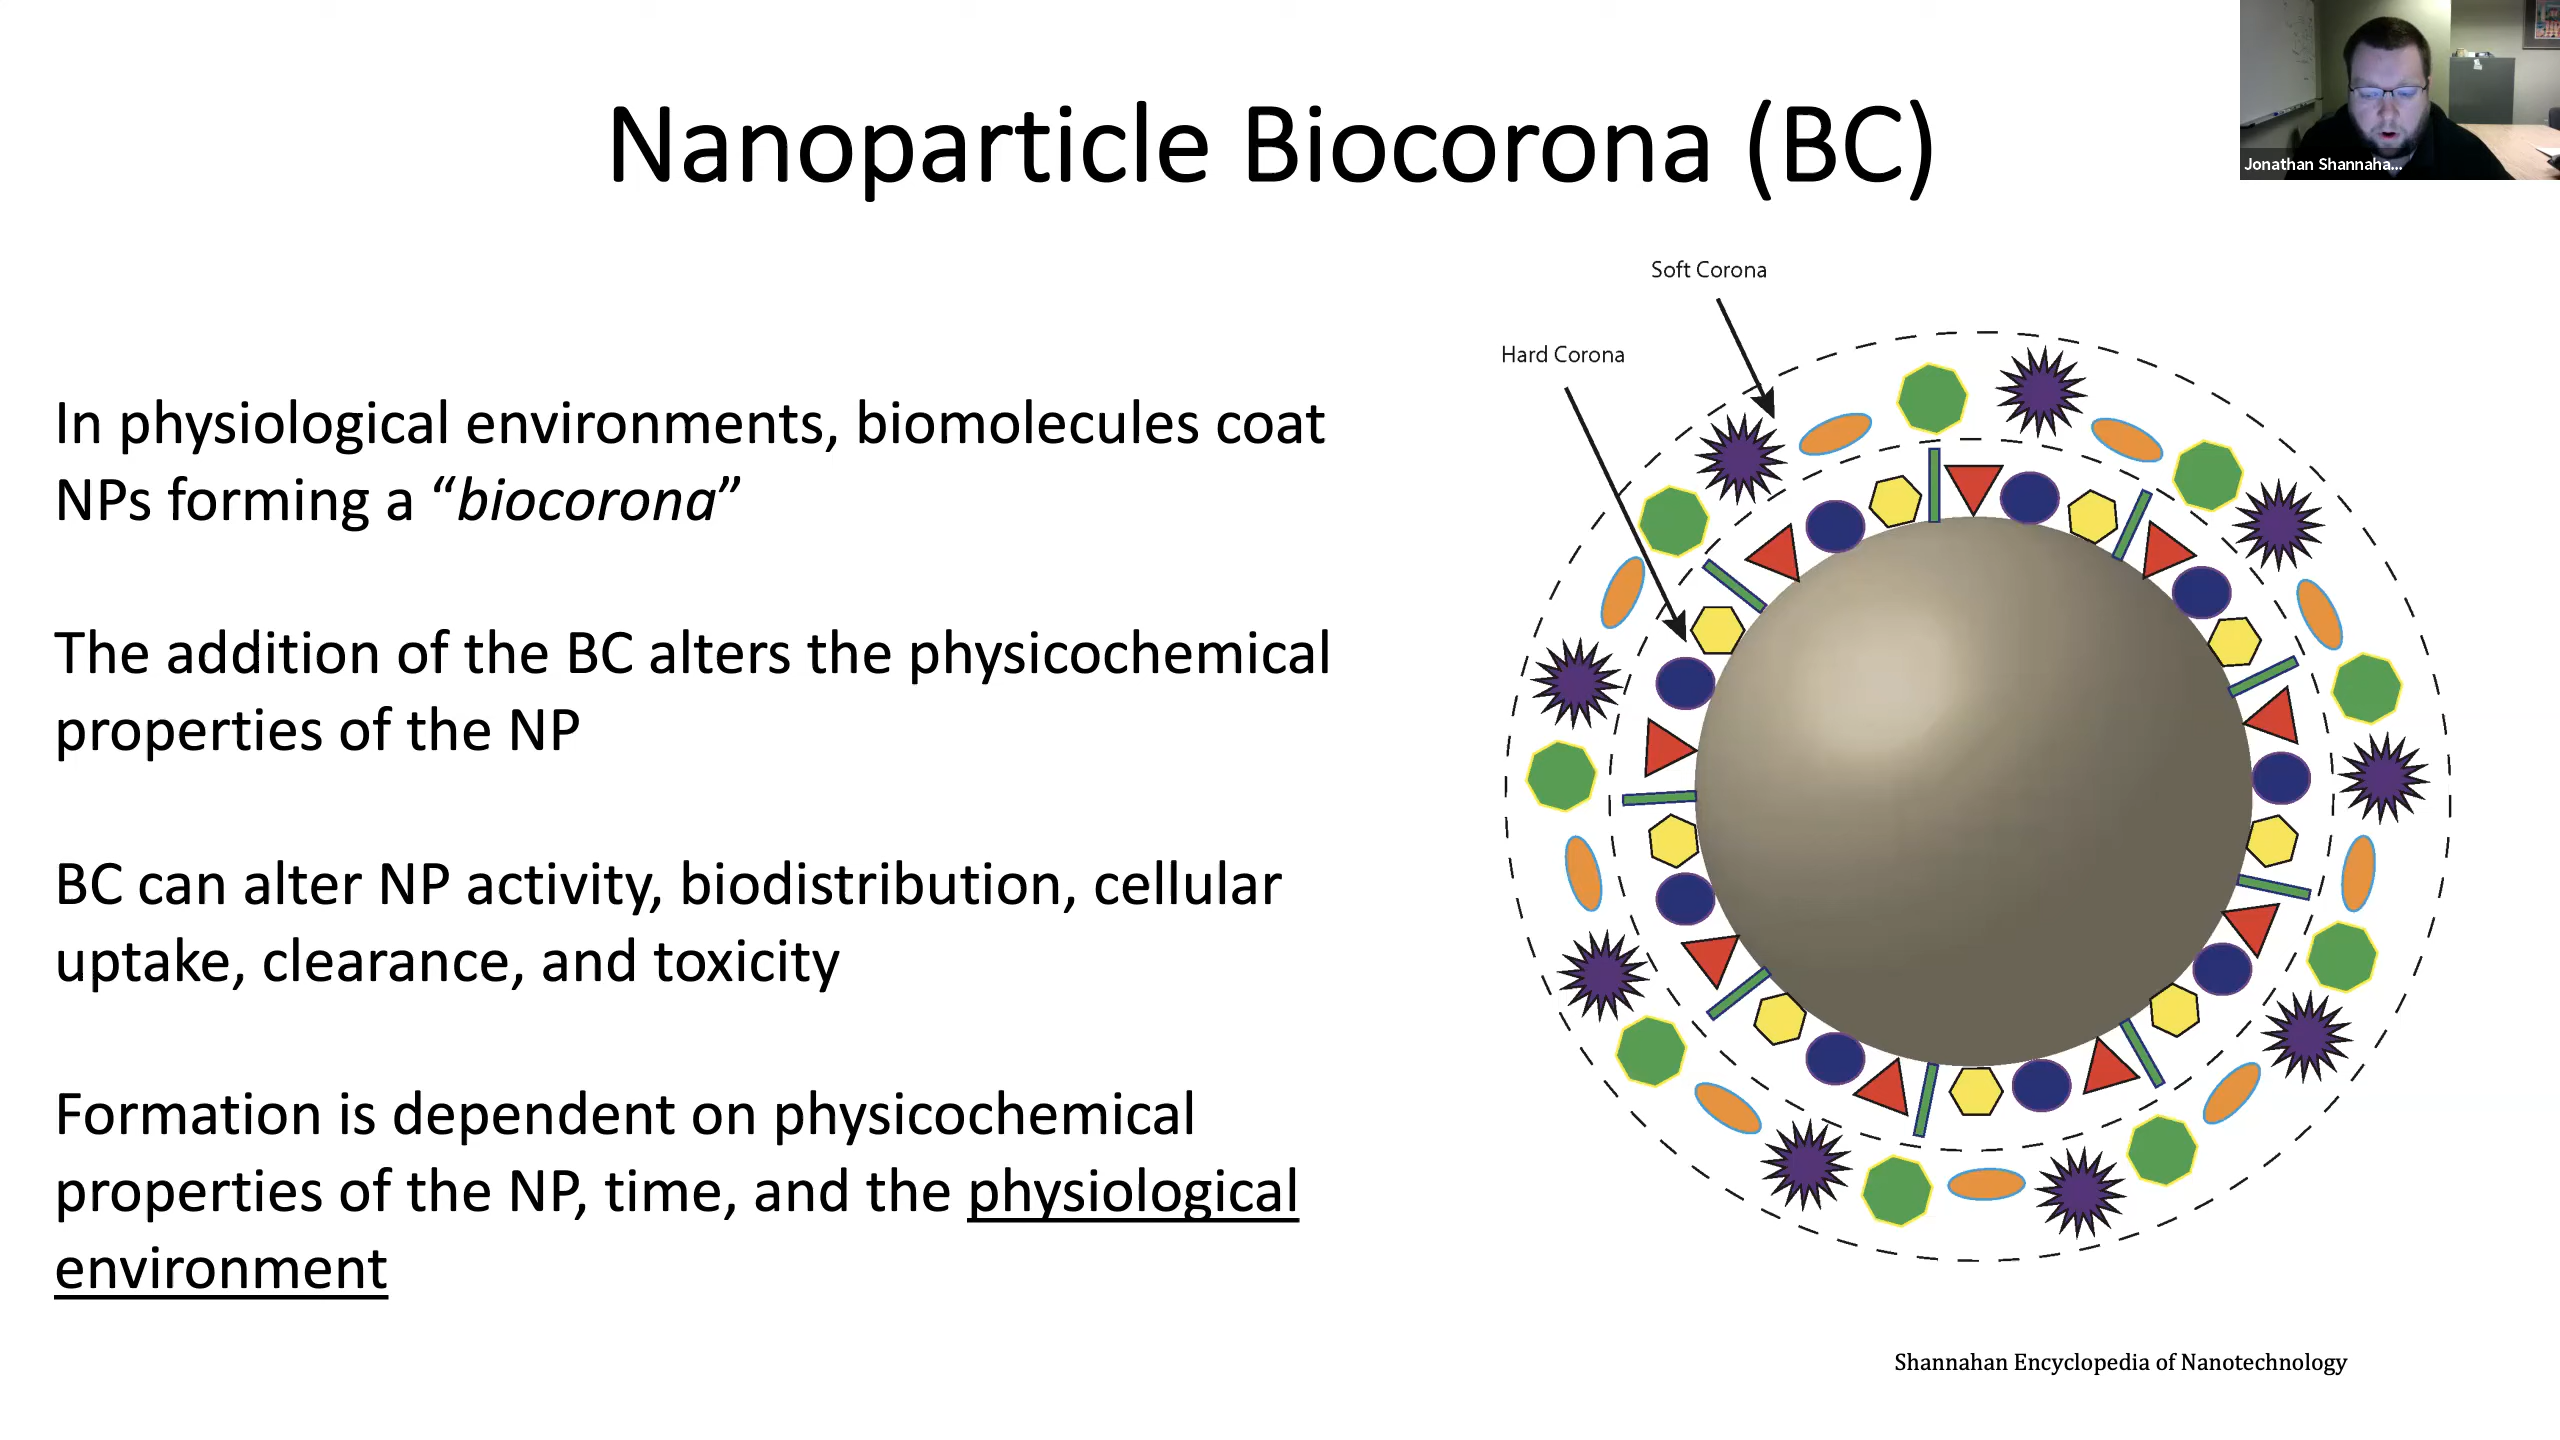 Nanoparticle Biocorona (BC)
Jonathan Shannaha...
Soft Corona
Hard Corona
In physiological environments, biomolecules coat
NPs forming a “biocorona”
The addition of the BC alters the physicochemical
properties of the NP
BC can alter NP activity, biodistribution, cellular
uptake, clearance, and toxicity
Formation is dependent on physicochemical
properties of the NP, time, and the physiological
environment
Shannahan Encyclopedia of Nanotechnology